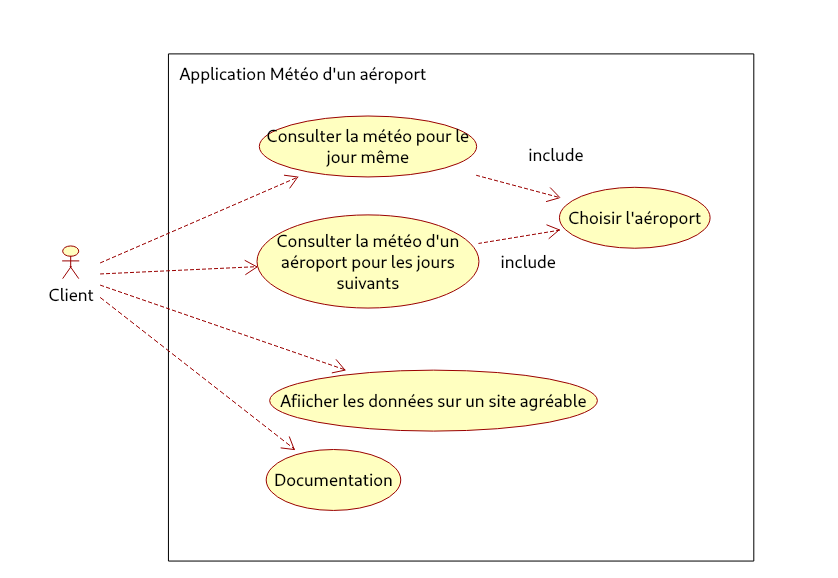 Application Météo d'un aéroport
Consulter la météo pour le
jour même
include
Choisir l'aéroport
Consulter la météo d'un
aéroport pour les jours
suivants
include
Client
Afiicher les données sur un site agréable
Documentation